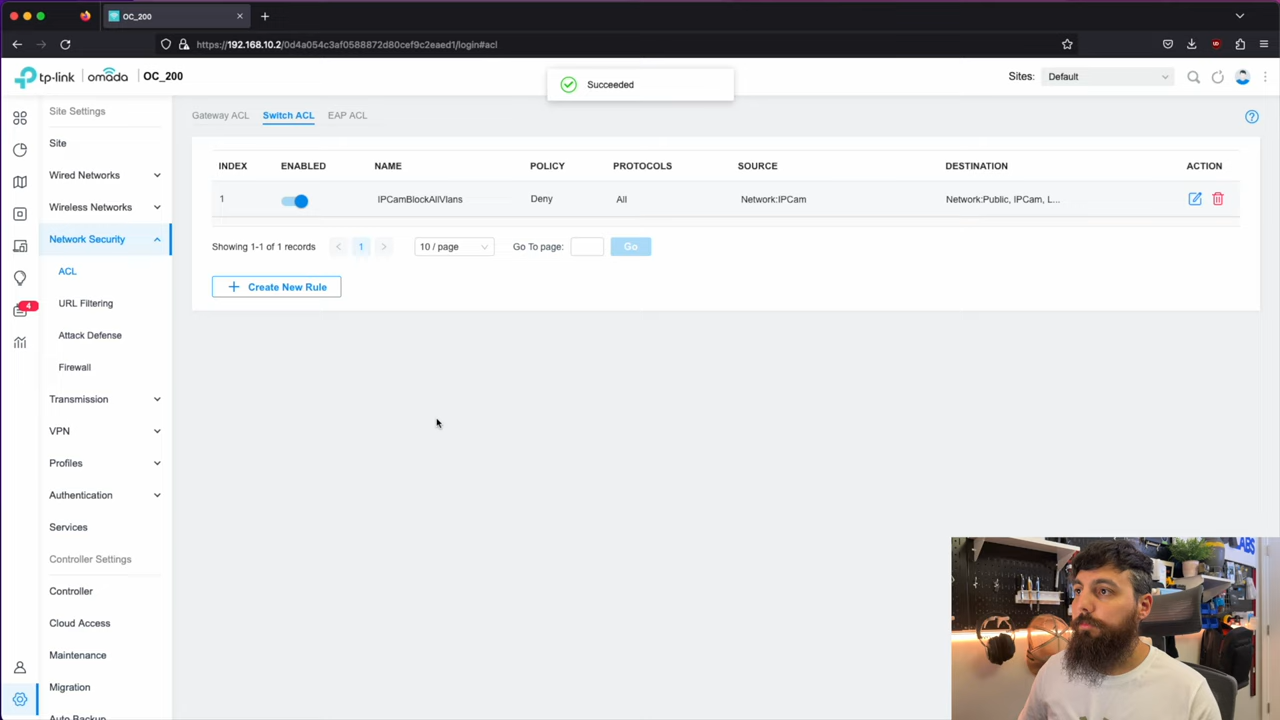 OC_200
https://192.168.10.2/0d4a054c3af0588872d80cef9c2eaed1/login#acl
tp-link omada OC_200
Sites: Default
Succeeded
Site Settings
Site
Wired Networks
Wireless Networks
Network Security
ACL
URL Filtering
Attack Defense
Firewall
Transmission
VPN
Profiles
Authentication
Services
Controller Settings
Controller
Cloud Access
Maintenance
Migration
Auto Backup
4
Gateway ACL Switch ACL EAP ACL
INDEX ENABLED NAME POLICY PROTOCOLS SOURCE DESTINATION ACTION
1 IPCamBlockAllVlans Deny All Network:IPCam Network:Public, IPCam, L...
Showing 1-1 of 1 records < 1 > 10 / page Go To page: Go
+ Create New Rule
ABS